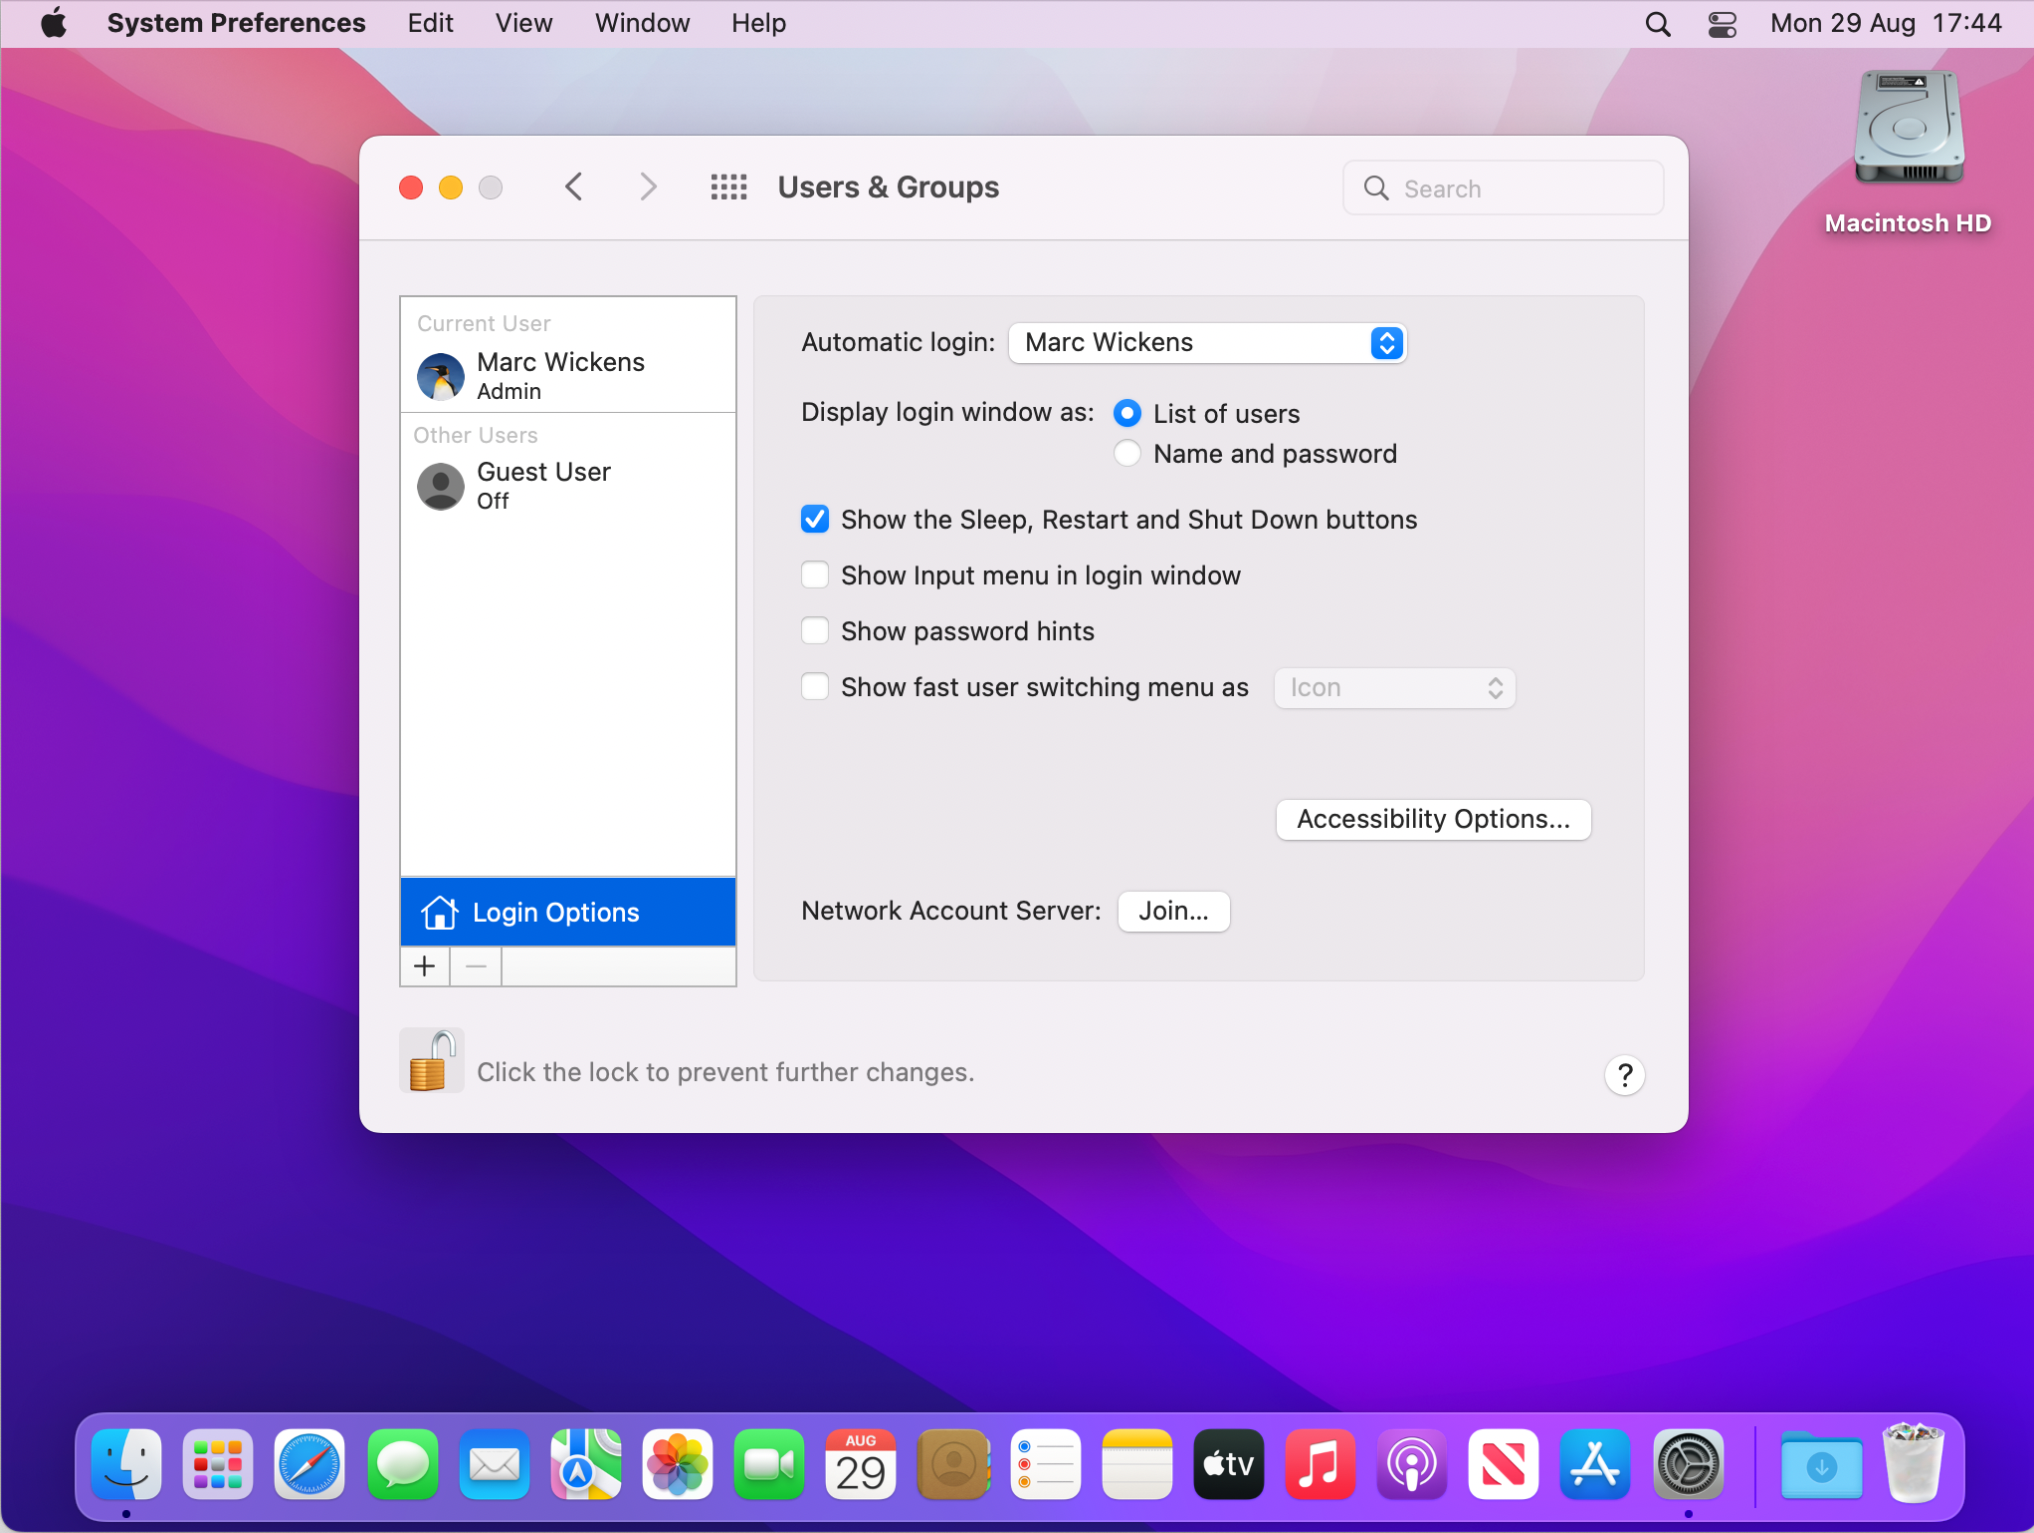 System Preferences Edit View Window Help Mon 29 Aug 17:44
Macintosh HD
Users & Groups
Search
Current User
Marc Wickens
Admin
Other Users
Guest User
Off
Login Options
Automatic login: Marc Wickens
Display login window as: List of users
Name and password
Show the Sleep, Restart and Shut Down buttons
Show Input menu in login window
Show password hints
Show fast user switching menu as Icon
Accessibility Options...
Network Account Server: Join...
Click the lock to prevent further changes.
?
AUG
29
tv